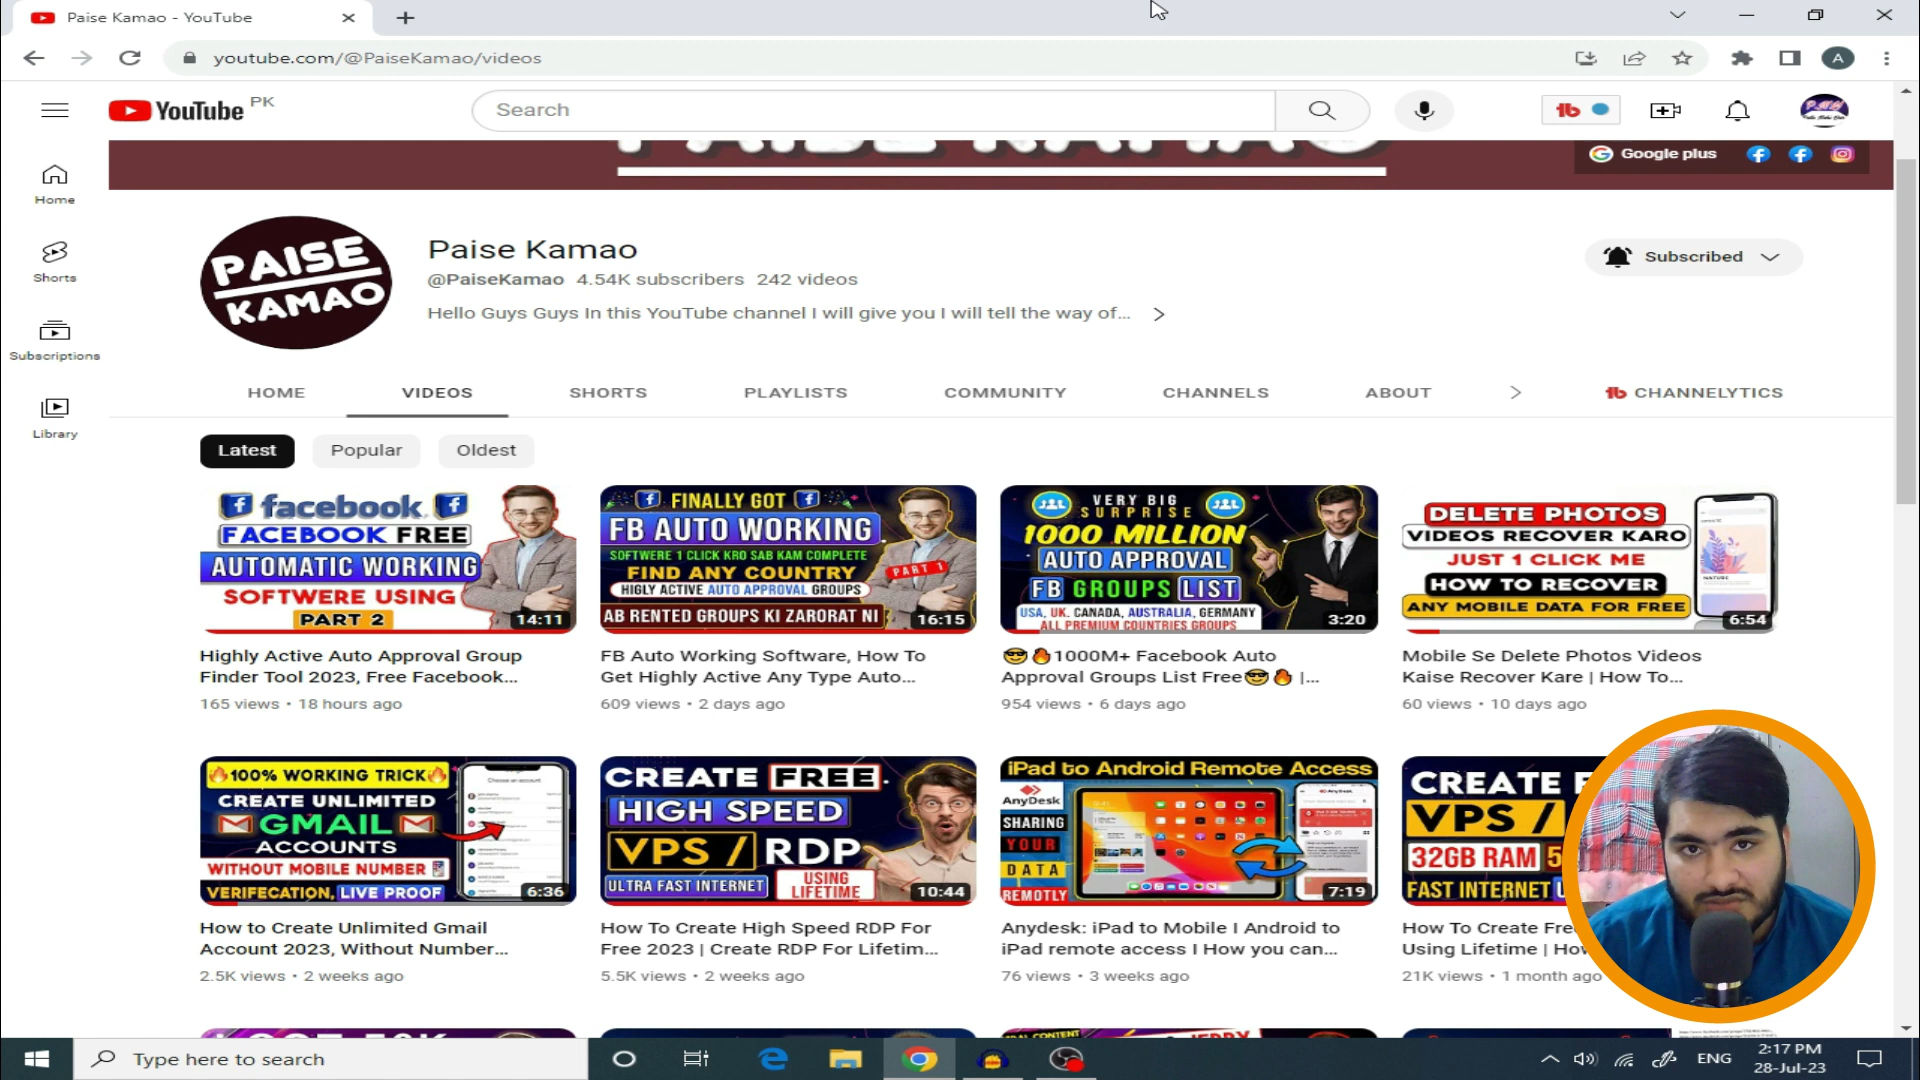 Paise Kamao - YouTube
youtube.com/@PaiseKamao/videos
A
YouTube PK
Search
Home
Shorts
Subscriptions
Library
PAISE KAMAO
Google plus
PAISE
KAMAO
Paise Kamao
@PaiseKamao 4.54K subscribers 242 videos
Hello Guys Guys In this YouTube channel I will give you I will tell the way of...
Subscribed
HOME VIDEOS SHORTS PLAYLISTS COMMUNITY CHANNELS ABOUT CHANNELYTICS
Latest Popular Oldest
facebook
FACEBOOK FREE
AUTOMATIC WORKING
SOFTWERE USING
PART 2
14:11
FINALLY GOT
FB AUTO WORKING
SOFTWERE 1 CLICK KRO SAB KAM COMPLETE
FIND ANY COUNTRY
PART 1
HIGLY ACTIVE AUTO APPROVAL GROUPS
AB RENTED GROUPS KI ZARORAT NI
16:15
VERY BIG
SURPRISE
1000 MILLION
AUTO APPROVAL
FB GROUPS LIST
USA, UK, CANADA, AUSTRALIA, GERMANY
ALL PREMIUM COUNTRIES GROUPS
3:20
DELETE PHOTOS
VIDEOS RECOVER KARO
JUST 1 CLICK ME
HOW TO RECOVER
ANY MOBILE DATA FOR FREE
6:54
Highly Active Auto Approval Group
Finder Tool 2023, Free Facebook...
165 views • 18 hours ago
FB Auto Working Software, How To
Get Highly Active Any Type Auto...
609 views • 2 days ago
😎🔥1000M+ Facebook Auto
Approval Groups List Free😎🔥 |...
954 views • 6 days ago
Mobile Se Delete Photos Videos
Kaise Recover Kare | How To...
60 views • 10 days ago
🔥100% WORKING TRICK🔥
CREATE UNLIMITED
GMAIL
ACCOUNTS
WITHOUT MOBILE NUMBER
VERIFECATION, LIVE PROOF
Choose an account
6:36
CREATE FREE
HIGH SPEED
VPS / RDP
ULTRA FAST INTERNET
USING
LIFETIME
10:44
iPad to Android Remote Access
AnyDesk
SHARING
YOUR
DATA
REMOTLY
7:19
CREATE F
VPS /
32GB RAM 5
FAST INTERNET U
How to Create Unlimited Gmail
Account 2023, Without Number...
2.5K views • 2 weeks ago
How To Create High Speed RDP For
Free 2023 | Create RDP For Lifetim...
5.5K views • 2 weeks ago
Anydesk: iPad to Mobile I Android to
iPad remote access I How you can...
76 views • 3 weeks ago
How To Create Fre
Using Lifetime | Ho
21K views • 1 month ago
Type here to search
ENG
2:17 PM
28-Jul-23